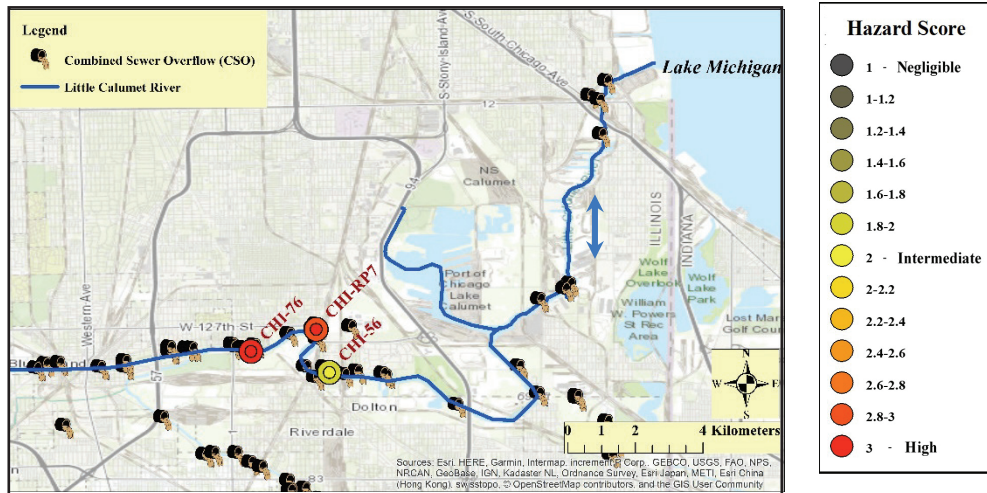 Legend
Combined Sewer Overflow (CSO)
Little Calumet River
S-Stony-Island-Ave
S-South-Chicago-Ave
Lake Michigan
12
94
NS
Calumet
ILLINOIS
INDIANA
Port of
Chicago
Lake
Calumet
Wolf
Lake
Overbok
Wolf
Lake
Park
William
W. Powers
St Rec
Area
Lost Mar
Golf Cour
Western-Ave
W-127th-St
CHI-76
CHI-RP7
CHI-56
57
1
Dolton
Riverdale
N
W
E
S
0 1 2 4 Kilometers
Sources: Esri, HERE, Garmin, Intermap, increment P Corp., GEBCO, USGS, FAO, NPS,
NRCAN, GeoBase, IGN, Kadaster NL, Ordnance Survey, Esri Japan, METI, Esri China
(Hong Kong), swisstopo, © OpenStreetMap contributors, and the GIS User Community
Hazard Score
1 - Negligible
1-1.2
1.2-1.4
1.4-1.6
1.6-1.8
1.8-2
2 - Intermediate
2-2.2
2.2-2.4
2.4-2.6
2.6-2.8
2.8-3
3 - High